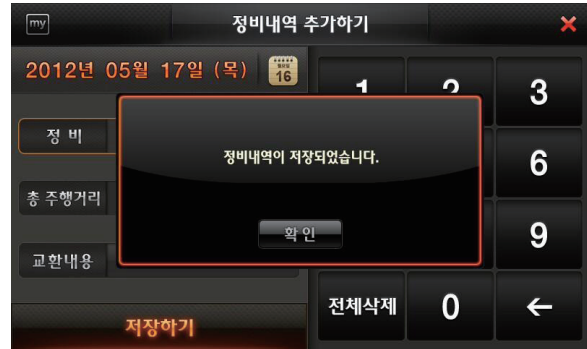 my
정비내역 추가하기
2012년 05월 17일 (목)
16
1
2
3
정 비
정비내역이 저장되었습니다.
6
총 주행거리
확 인
9
교환내용
저장하기
전체삭제
0
←